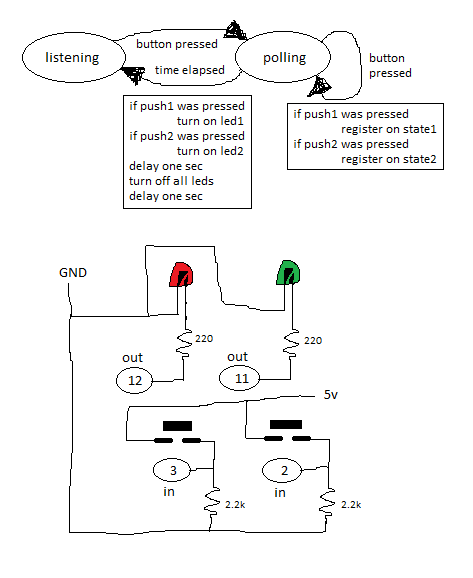 listening
button pressed
time elapsed
polling
button
pressed
if push1 was pressed
turn on led1
if push2 was pressed
turn on led2
delay one sec
turn off all leds
delay one sec
if push1 was pressed
register on state1
if push2 was pressed
register on state2
GND
220
220
out
12
out
11
5v
3
in
2
in
2.2k
2.2k